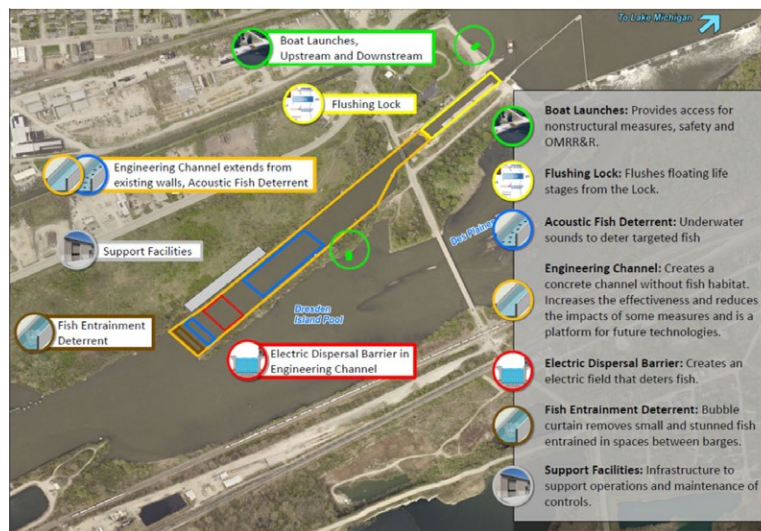 To Lake Michigan
Boat Launches,
Upstream and Downstream
Flushing Lock
Engineering Channel extends from
existing walls, Acoustic Fish Deterrent
Support Facilities
Fish Entrainment
Deterrent
Des Plaines
Dresden
Island Pool
Electric Dispersal Barrier in
Engineering Channel
Boat Launches: Provides access for
nonstructural measures, safety and
OMRR&R.
Flushing Lock: Flushes floating life
stages from the Lock.
Acoustic Fish Deterrent: Underwater
sounds to deter targeted fish
Engineering Channel: Creates a
concrete channel without fish habitat.
Increases the effectiveness and reduces
the impacts of some measures and is a
platform for future technologies.
Electric Dispersal Barrier: Creates an
electric field that deters fish.
Fish Entrainment Deterrent: Bubble
curtain removes small and stunned fish
entrained in spaces between barges.
Support Facilities: Infrastructure to
support operations and maintenance of
controls.